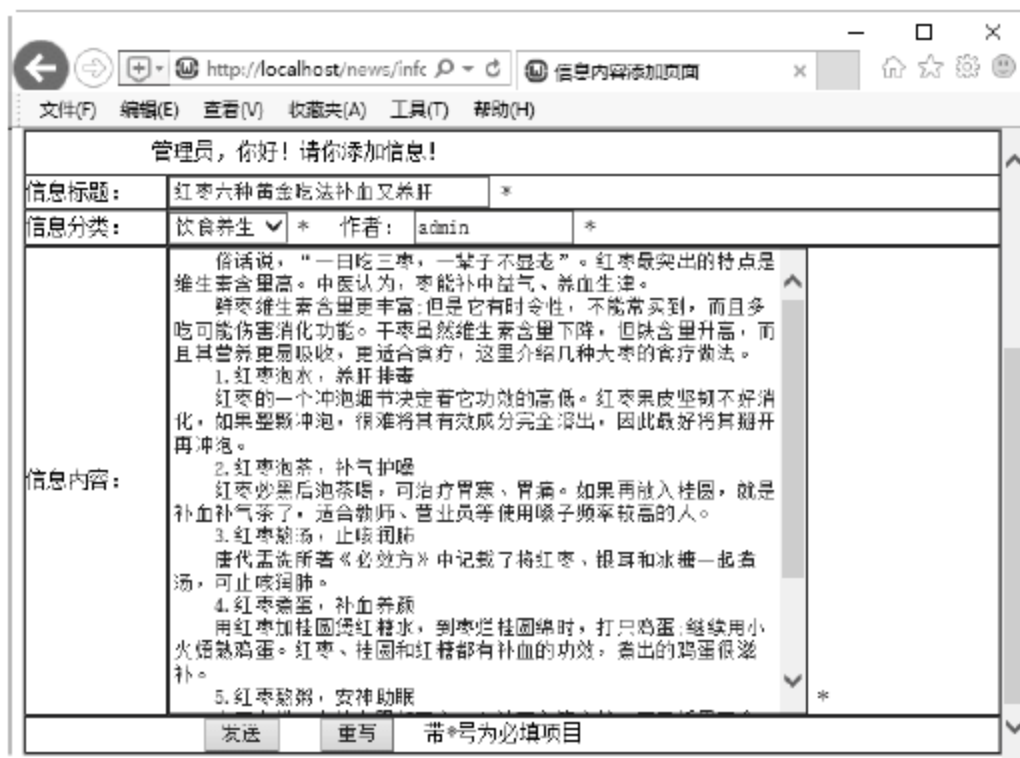 http://localhost/news/infc
信息内容添加页面
文件(F) 编辑(E) 查看(V) 收藏夹(A) 工具(T) 帮助(H)
管理员，你好！请你添加信息！
信息标题： 红枣六种黄金吃法补血又养肝 *
信息分类： 饮食养生 * 作者： admin *
信息内容：
俗话说，“一日吃三枣，一辈子不显老”。红枣最突出的特点是
维生素含量高。中医认为，枣能补中益气、养血生津。
鲜枣维生素含量更丰富;但是它有时令性，不能常买到，而且多
吃可能伤害消化功能。干枣虽然维生素含量下降，但铁含量升高，而
且其营养更易吸收，更适合食疗，这里介绍几种大枣的食疗做法。
1.红枣泡水，养肝排毒
红枣的一个冲泡细节决定着它功效的高低。红枣果皮坚韧不好消
化，如果整颗冲泡，很难将其有效成分完全溶出，因此最好将其掰开
再冲泡。
2.红枣泡茶，补气护嗓
红枣炒黑后泡茶喝，可治疗胃寒、胃痛。如果再放入桂圆，就是
补血补气茶了，适合教师、营业员等使用嗓子频率较高的人。
3.红枣熬汤，止咳润肺
唐代孟诜所著《必效方》中记载了将红枣、银耳和冰糖一起煮
汤，可止咳润肺。
4.红枣煮蛋，补血养颜
用红枣加桂圆煲红糖水，到枣烂桂圆绵时，打只鸡蛋;继续用小
火焐熟鸡蛋。红枣、桂圆和红糖都有补血的功效，煮出的鸡蛋很滋
补。
5.红枣熬粥，安神助眠
*
发送 重写 带*号为必填项目